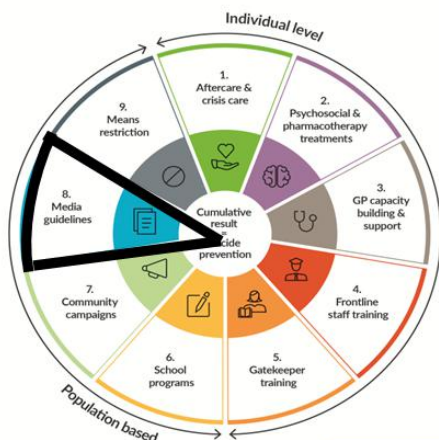 Individual level
1.
Aftercare &
crisis care
2.
Psychosocial &
pharmacotherapy
treatments
3.
GP capacity
building &
support
4.
Frontline
staff training
5.
Gatekeeper
training
6.
School
programs
7.
Community
campaigns
8.
Media
guidelines
9.
Means
restriction
Cumulative
result
=
prevention
Population based